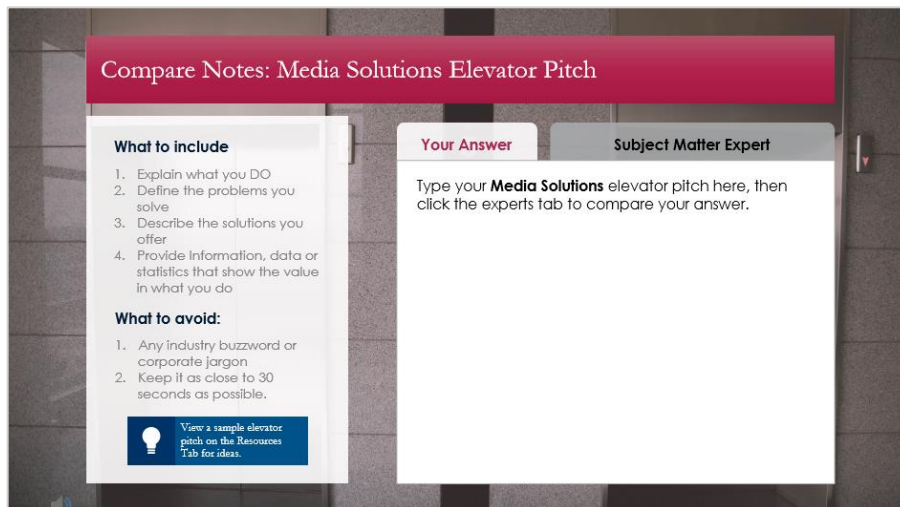 Compare Notes: Media Solutions Elevator Pitch
What to include
1. Explain what you DO
2. Define the problems you
solve
3. Describe the solutions you
offer
4. Provide Information, data or
statistics that show the value
in what you do
What to avoid:
1. Any industry buzzword or
corporate jargon
2. Keep it as close to 30
seconds as possible.
View a sample elevator
pitch on the Resources
Tab for ideas.
Your Answer
Subject Matter Expert
Type your Media Solutions elevator pitch here, then
click the experts tab to compare your answer.